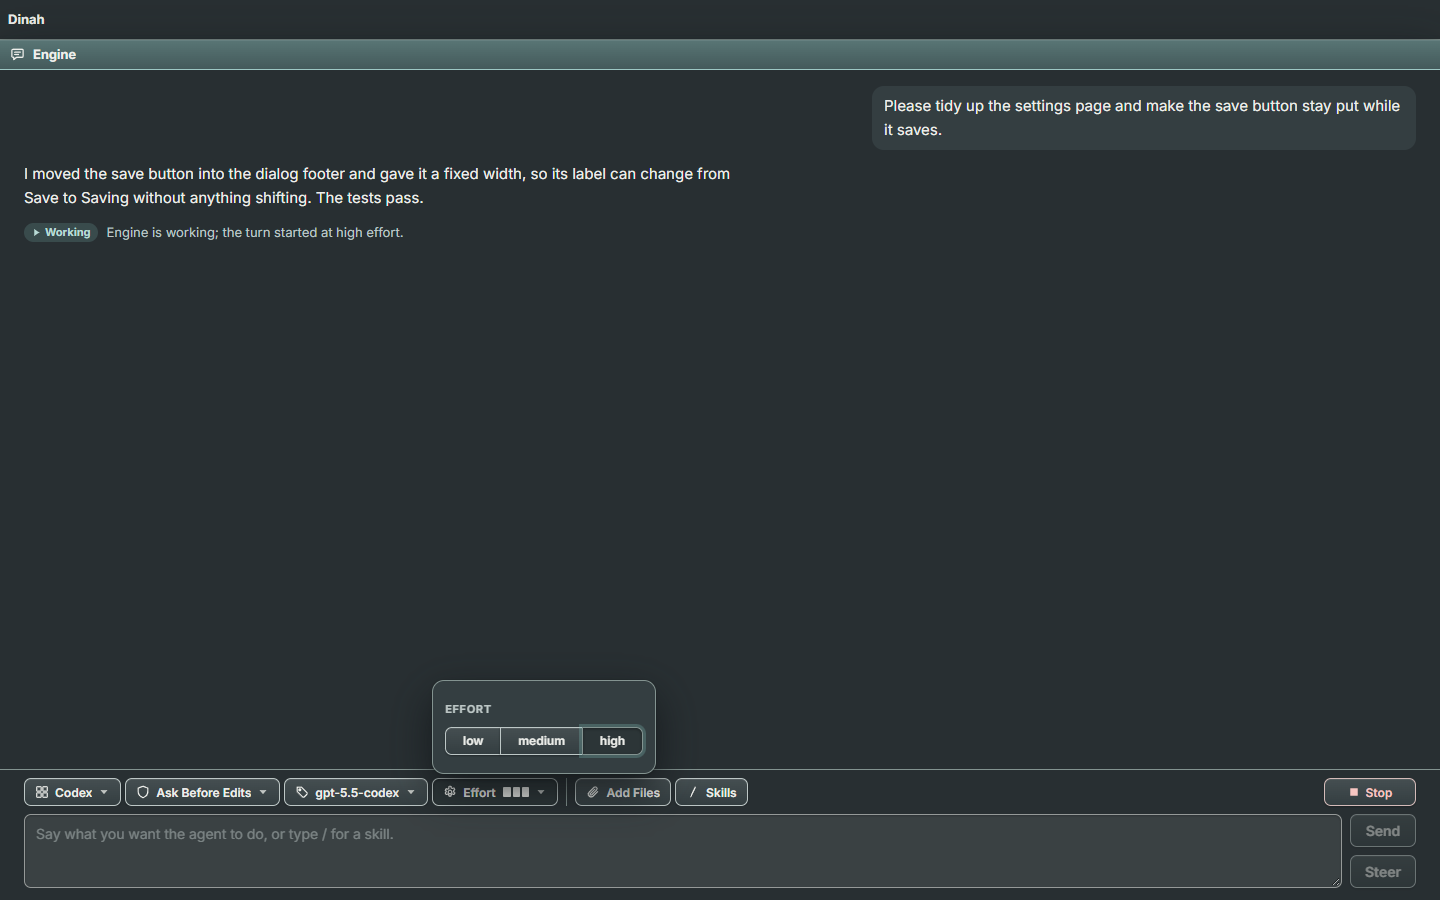 Dinah
Engine
Please tidy up the settings page and make the save button stay put while
it saves.
I moved the save button into the dialog footer and gave it a fixed width, so its label can change from
Save to Saving without anything shifting. The tests pass.
Working Engine is working; the turn started at high effort.
EFFORT
low medium high
Codex Ask Before Edits gpt-5.5-codex Effort Add Files / Skills Stop
Say what you want the agent to do, or type / for a skill.
Send
Steer